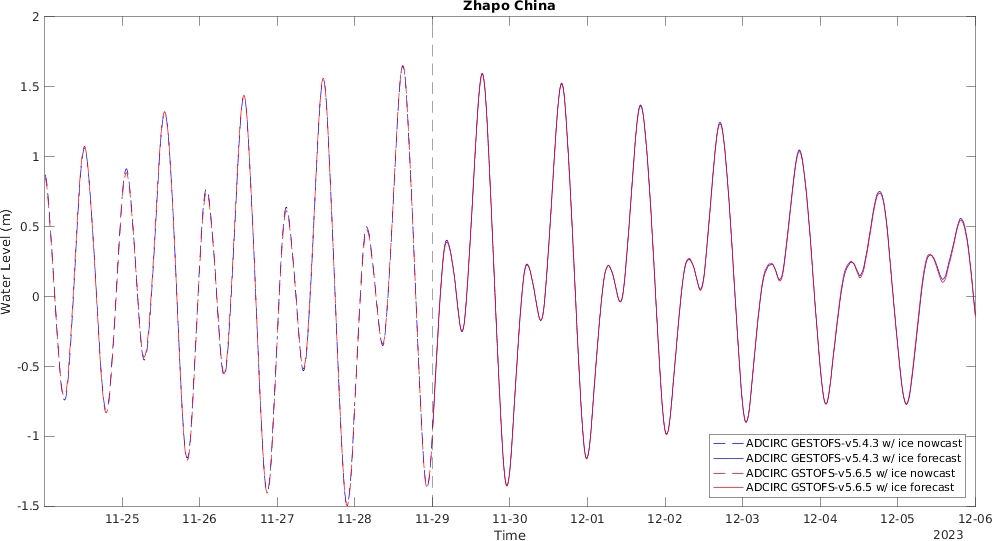 Zhapo China
2
1.5
1
0.5
0
-0.5
-1
-1.5
Water Level (m)
11-25 11-26 11-27 11-28 11-29 11-30 12-01 12-02 12-03 12-04 12-05 12-06
Time
2023
ADCIRC GESTOFS-v5.4.3 w/ ice nowcast
ADCIRC GESTOFS-v5.4.3 w/ ice forecast
ADCIRC GSTOFS-v5.6.5 w/ ice nowcast
ADCIRC GSTOFS-v5.6.5 w/ ice forecast